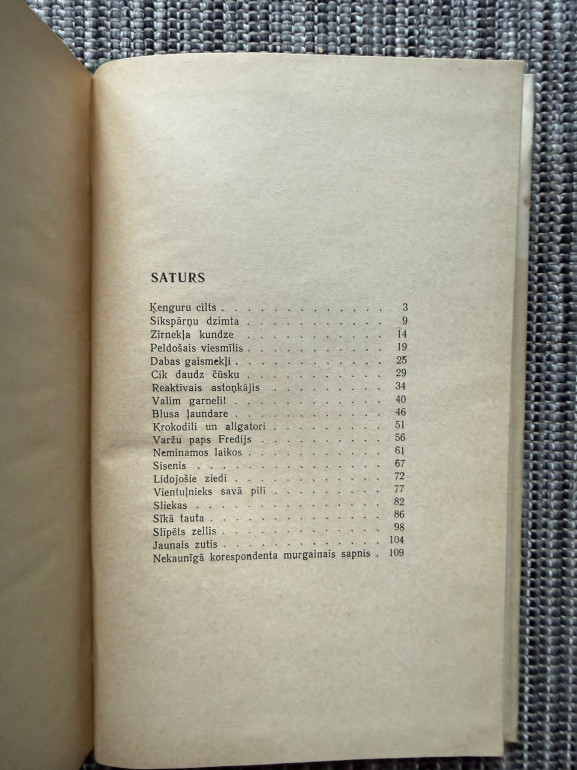 SATURS
Ķenguru cilts . . . . . . . . . . . . 3
Sikspārņu dzimta . . . . . . . . . . . 9
Zirnekļa kundze . . . . . . . . . . . 14
Peldošais viesmīlis . . . . . . . . . . . 19
Dabas gaismekļi . . . . . . . . . . . . 25
Cik daudz čūsku . . . . . . . . . . . 29
Reaktīvais astoņkājis . . . . . . . . . . 34
Valim garneli! . . . . . . . . . . . . 40
Blusa ļaundare . . . . . . . . . . . . 46
Krokodili un aligatori . . . . . . . . . . 51
Varžu paps Fredijs . . . . . . . . . . . 56
Neminamos laikos . . . . . . . . . . . 61
Sisenis . . . . . . . . . . . . . . 67
Lidojošie ziedi . . . . . . . . . . . . 72
Vientuļnieks savā pilī . . . . . . . . . . 77
Sliekas . . . . . . . . . . . . . . 82
Sīkā tauta . . . . . . . . . . . . . 86
Slīpēts zellis . . . . . . . . . . . . . 98
Jaunais zutis . . . . . . . . . . . . . 104
Nekaunīgā korespondenta murgainais sapnis . 109